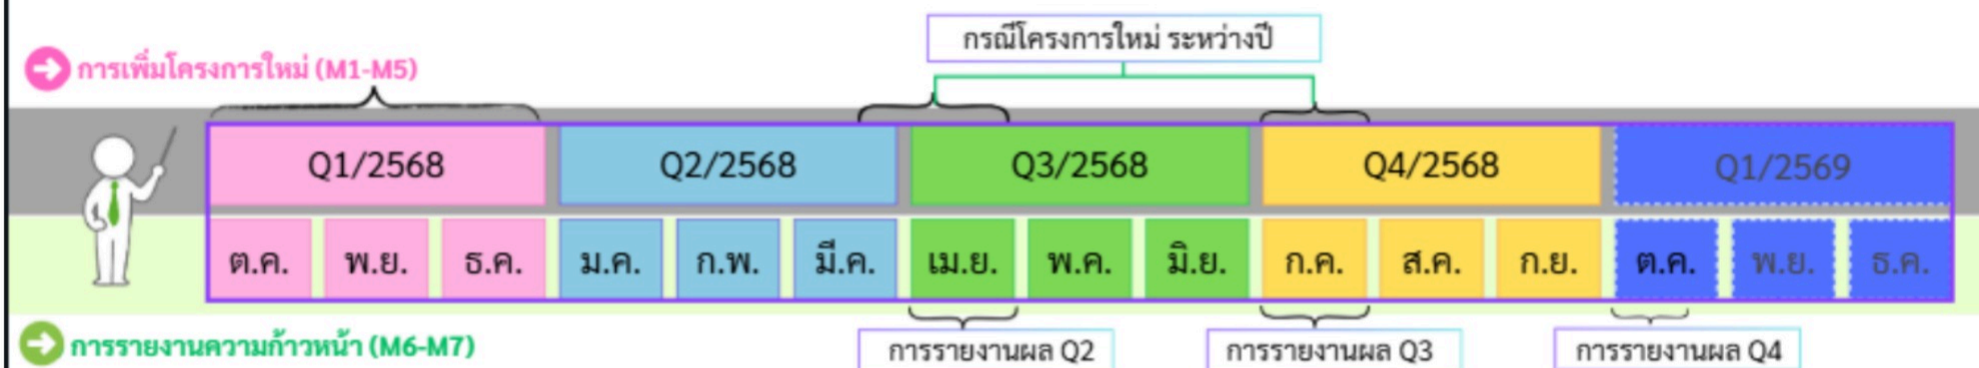 กรณีโครงการใหม่ ระหว่างปี
การเพิ่มโครงการใหม่ (M1-M5)
Q1/2568 Q2/2568 Q3/2568 Q4/2568 Q1/2569
ต.ค. พ.ย. ธ.ค. ม.ค. ก.พ. มี.ค. เม.ย. พ.ค. มิ.ย. ก.ค. ส.ค. ก.ย. ต.ค. พ.ย. ธ.ค.
การรายงานความก้าวหน้า (M6-M7)
การรายงานผล Q2 การรายงานผล Q3 การรายงานผล Q4